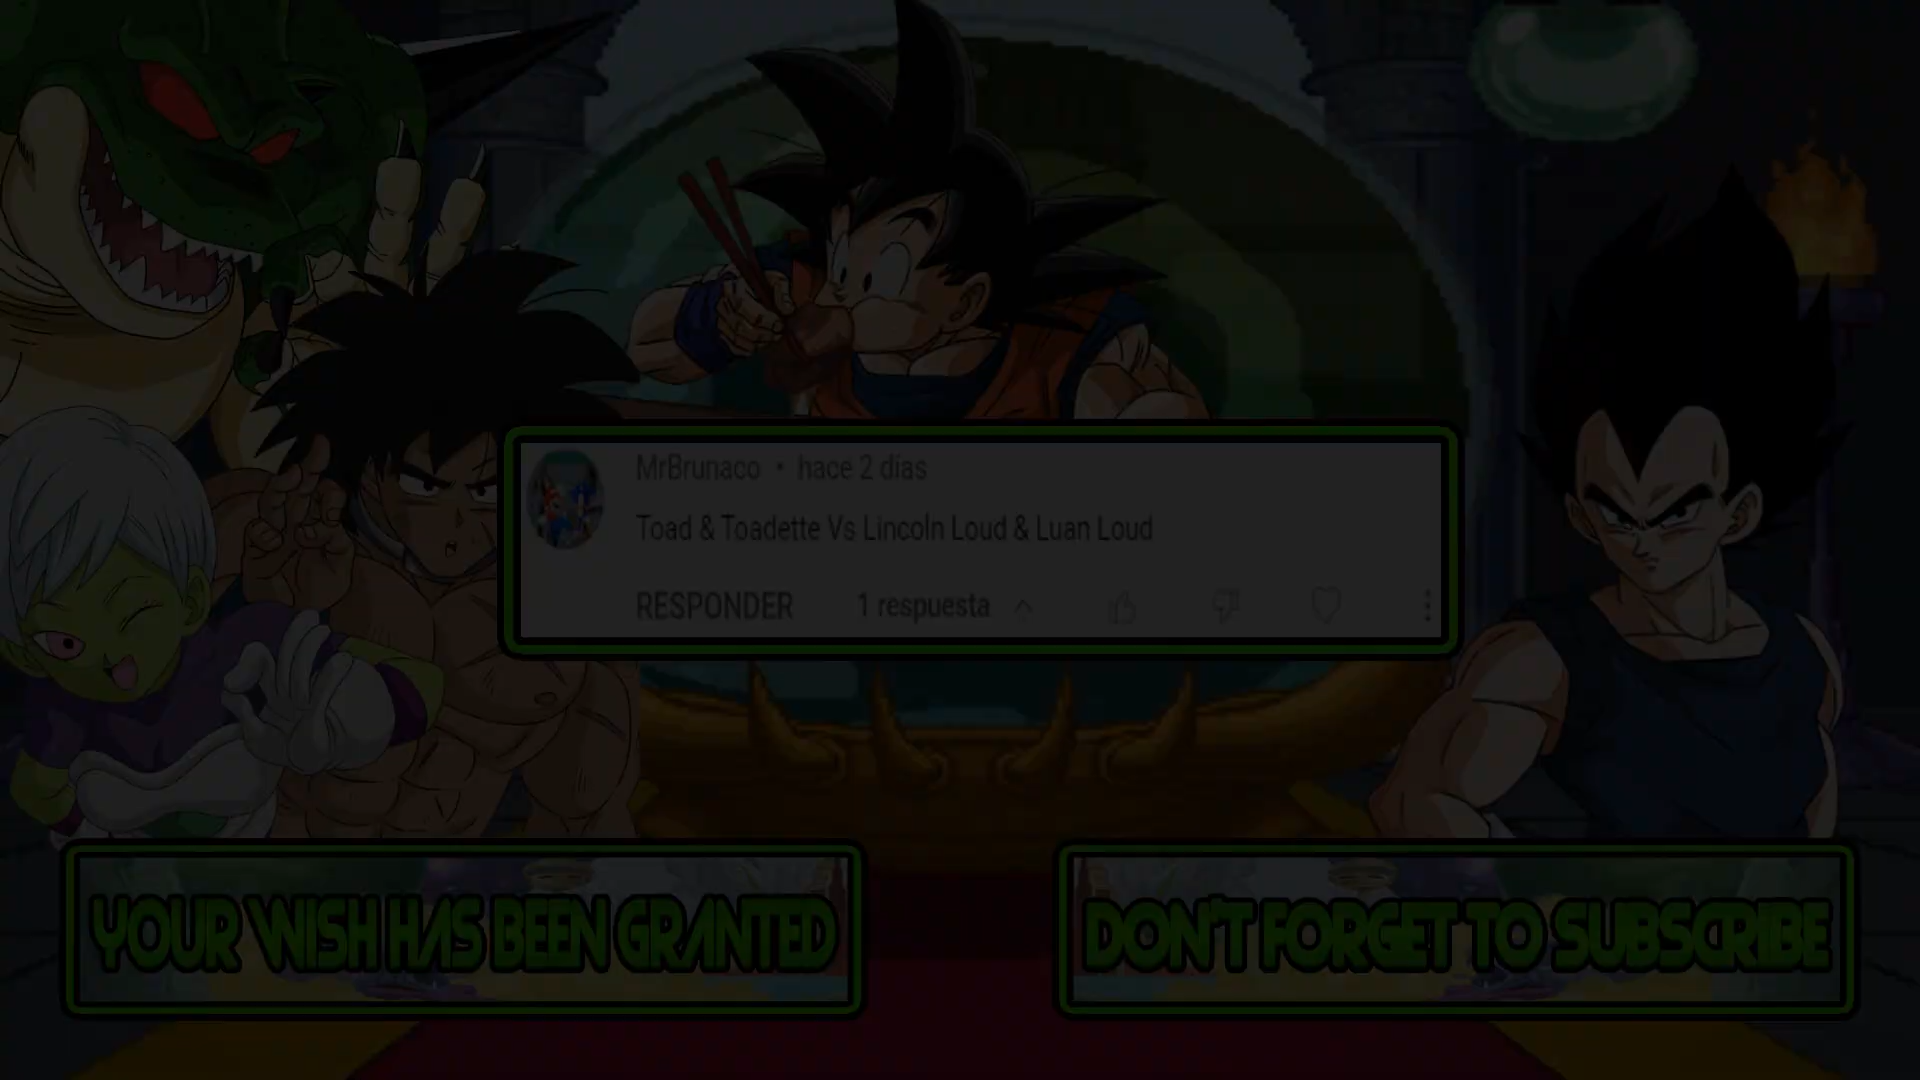 MrBrunaco • hace 2 días
Toad & Toadette Vs Lincoln Loud & Luan Loud
RESPONDER 1 respuesta
YOUR WISH HAS BEEN GRANTED
DON'T FORGET TO SUBSCRIBE